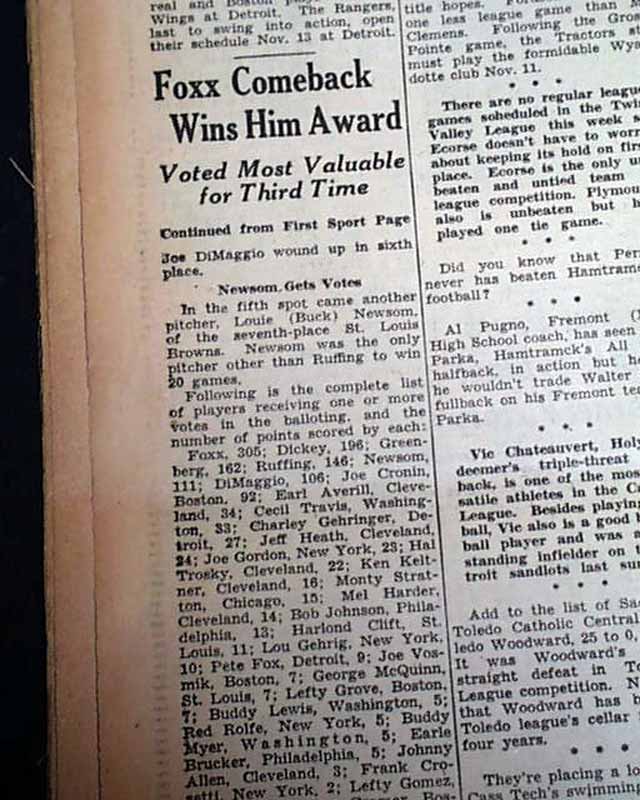 real and Boston
Wings at Detroit. The Rangers,
last to swing into action, open
their schedule Nov. 13 at Detroit.
Foxx Comeback
Wins Him Award
Voted Most Valuable
for Third Time
Continued from First Sport Page
Joe DiMaggio wound up in sixth
place.
Newsom Gets Votes
In the fifth spot came another
pitcher, Louie (Buck) Newsom,
of the seventh-place St. Louis
Browns. Newsom was the only
pitcher other than Ruffing to win
20 games.
Following is the complete list
of players receiving one or more
votes in the balloting, and the
number of points scored by each:
Foxx, 305; Dickey, 196; Green-
berg, 162; Ruffing, 146; Newsom,
111; DiMaggio, 106; Joe Cronin,
Boston, 92; Earl Averill, Cleve-
land, 34; Cecil Travis, Washing-
ton, 33; Charley Gehringer, De-
troit, 27; Jeff Heath, Cleveland,
24; Joe Gordon, New York, 23; Hal
Trosky, Cleveland, 22; Ken Kelt-
ner, Cleveland, 16; Monty Strat-
ton, Chicago, 15; Mel Harder,
Cleveland, 14; Bob Johnson, Phila-
delphia, 13; Harlond Clift, St.
Louis, 11; Lou Gehrig, New York,
10; Pete Fox, Detroit, 9; Joe Vos-
mik, Boston, 7; George McQuinn,
St. Louis, 7; Lefty Grove, Boston,
7; Buddy Lewis, Washington, 5;
Red Rolfe, New York, 5; Buddy
Myer, Washington, 5; Earle
Brucker, Philadelphia, 5; Johnny
Allen, Cleveland, 3; Frank Cro-
setti, New York, 2; Lefty Gomez,
title hopes.
one less league game than
Clemens. Following the Gro
Pointe game, the Tractors
must play the formidable Wya
dotte club Nov. 11.
* * *
There are no regular league
games scheduled in the Twin
Valley League this week
Ecorse doesn't have to worr
about keeping its hold on firs
place. Ecorse is the only u
beaten and untied team
league competition. Plymou
also is unbeaten but h
played one tie game.
* * *
Did you know that Per
never has beaten Hamtram
football?
* * *
Al Pugno, Fremont
High School coach, has seen
Parka, Hamtramck's All
halfback, in action but h
he wouldn't trade Walter
fullback on his Fremont tea
Parka.
* * *
Vic Chateauvert, Holy
deemer's triple-threat
back, is one of the mos
satile athletes in the C
League. Besides playing
ball, Vic also is a good b
ball player and was a
standing infielder on t
troit sandlots last sum
* * *
Add to the list of Sa
Toledo Catholic Central
ledo Woodward, 25 to 0,
It was Woodward's
straight defeat in T
League competition. N
that Woodward has b
Toledo league's cellar
four years.
* * *
They're placing a lo
Cass Tech's swimmin